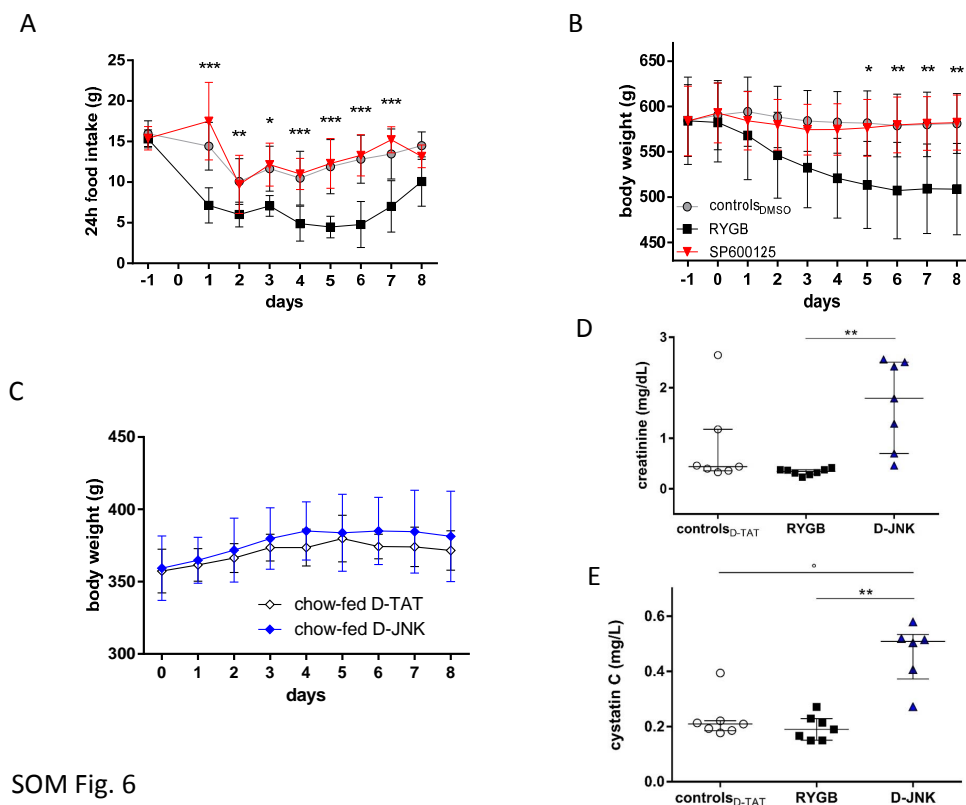 A
24h food intake (g)
25
20
15
10
5
0
*** ** * *** *** *** ***
-1 0 1 2 3 4 5 6 7 8
days
B
body weight (g)
600
550
500
450
* ** ** **
controlsDMSO
RYGB
SP600125
-1 0 1 2 3 4 5 6 7 8
days
C
body weight (g)
450
400
350
300
chow-fed D-TAT
chow-fed D-JNK
0 1 2 3 4 5 6 7 8
days
D
creatinine (mg/dL)
3
2
1
0
**
controlsD-TAT RYGB D-JNK
E
cystatin C (mg/L)
0.6
0.4
0.2
0.0
°
**
controlsD-TAT RYGB D-JNK
SOM Fig. 6